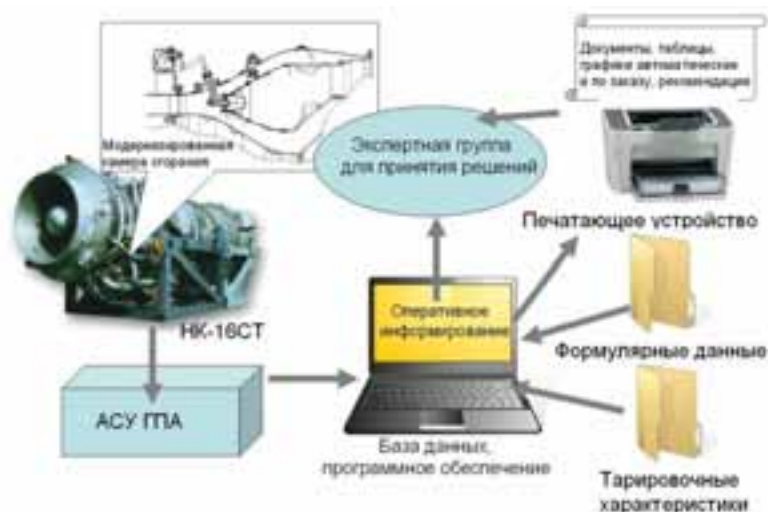 Документы, таблицы,
графики автоматические
и по заказу, рекомендации
Модернизированная
камера сгорания
Экспертная группа
для принятия решений
Печатающее устройство
НК-16СТ
Оперативное
информирование
Формулярные данные
АСУ ГПА
База данных,
программное обеспечение
Тарировочные
характеристики